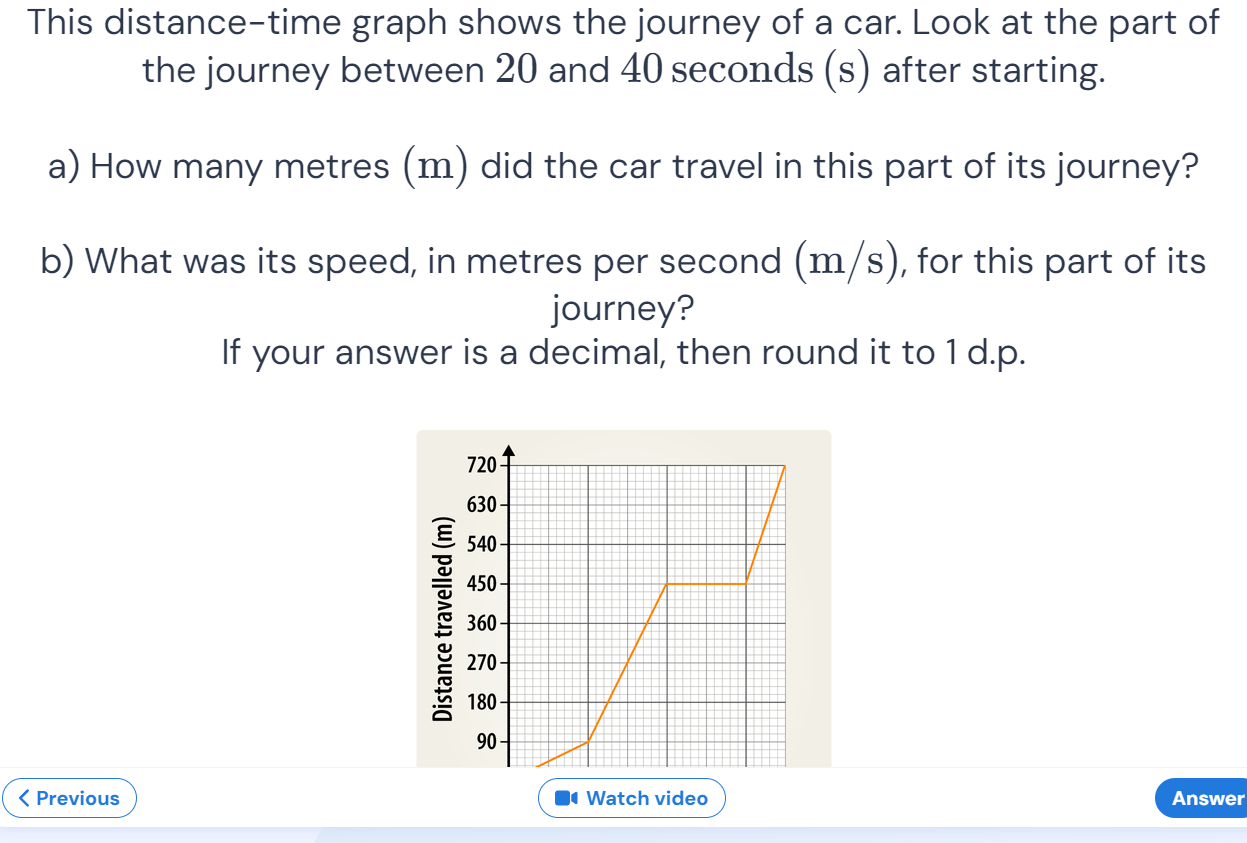 This distance-time graph shows the journey of a car. Look at the part of
the journey between 20 and 40 seconds (s) after starting.
a) How many metres (m) did the car travel in this part of its journey?
b) What was its speed, in metres per second (m/s), for this part of its
journey?
If your answer is a decimal, then round it to 1 d.p.
Distance travelled (m)
720
630
540
450
360
270
180
90
Previous
Watch video
Answer